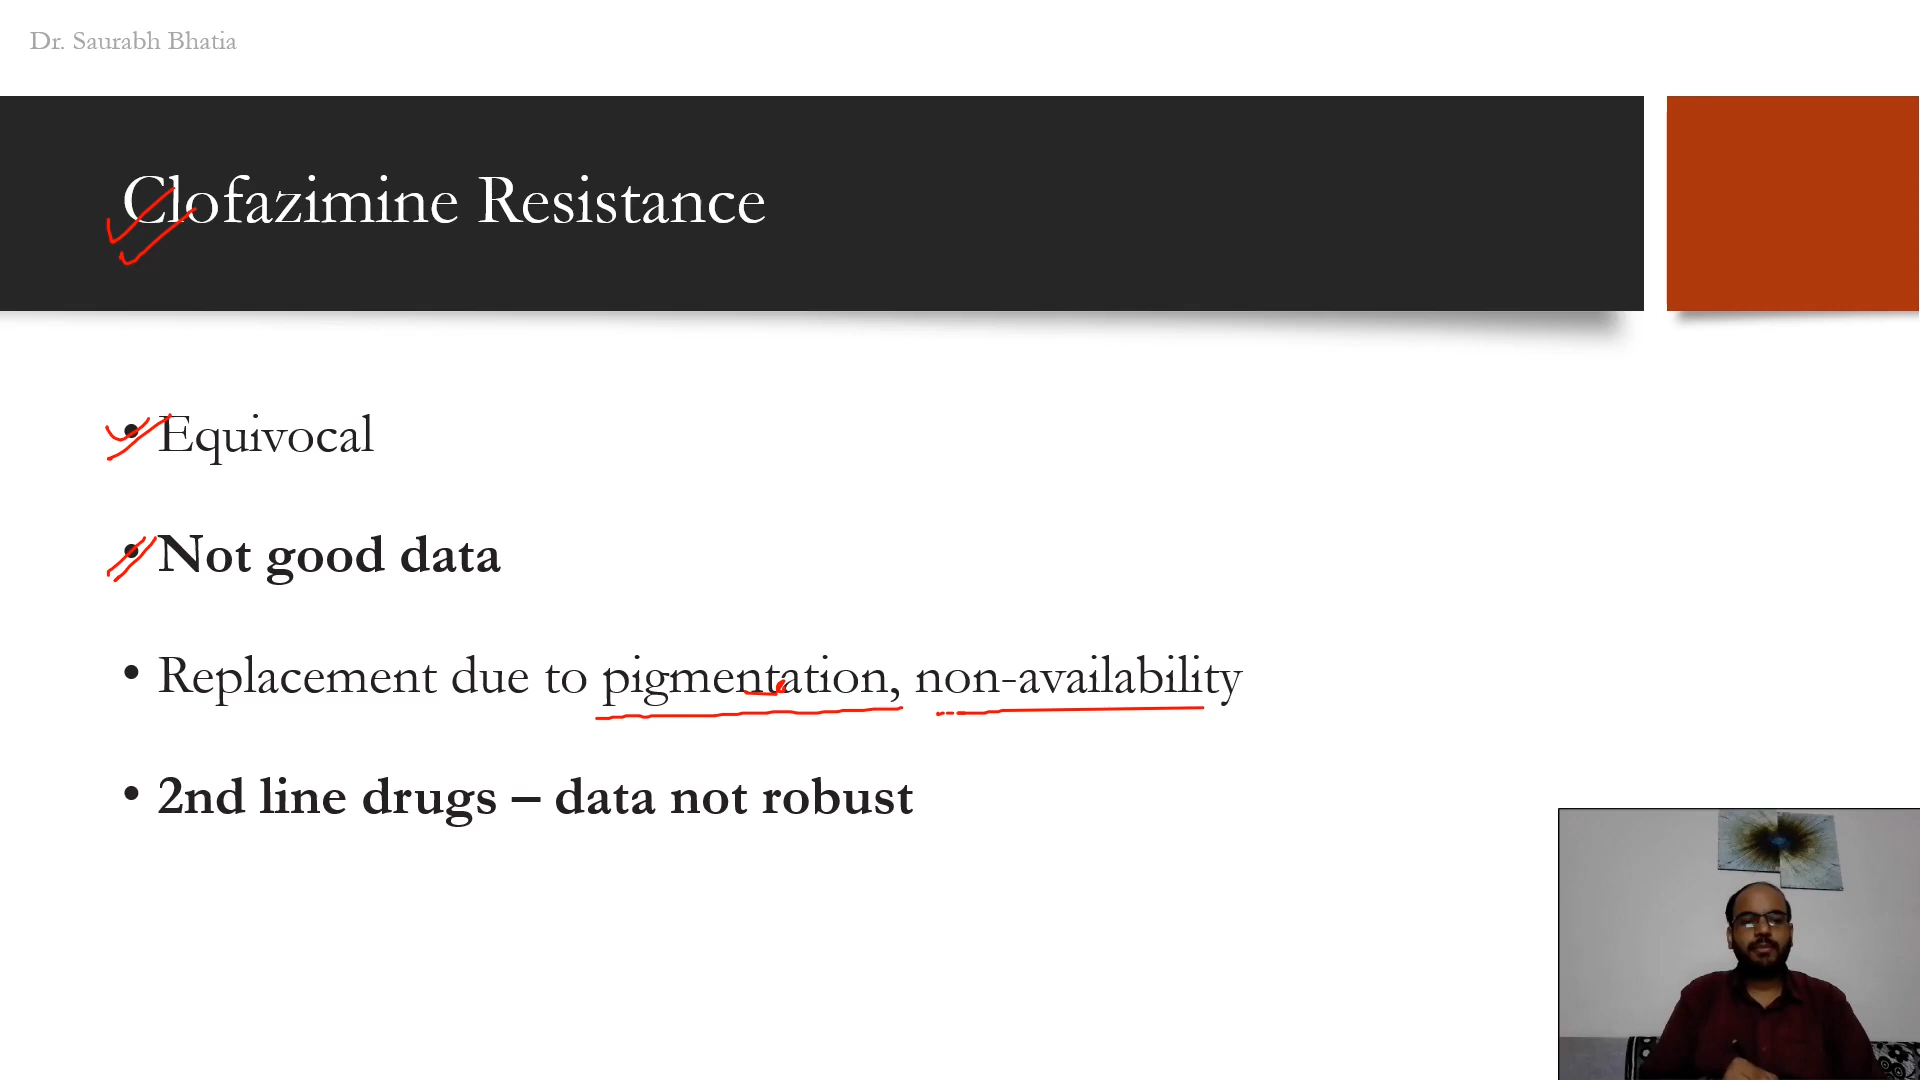 Dr. Saurabh Bhatia
Clofazimine Resistance
• Equivocal
• Not good data
• Replacement due to pigmentation, non-availability
• 2nd line drugs – data not robust